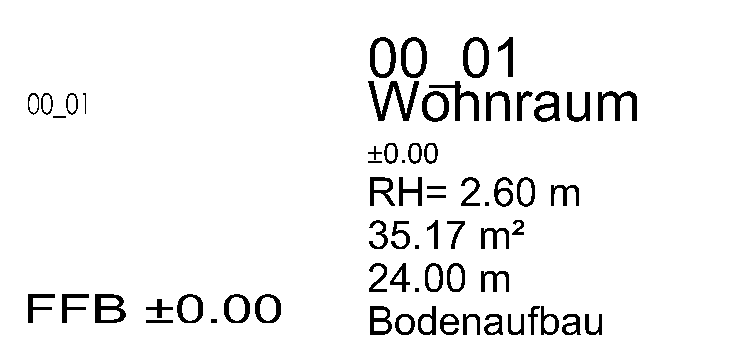 00_01
00_01
Wohnraum
±0.00
RH= 2.60 m
35.17 m²
24.00 m
Bodenaufbau
FFB ±0.00